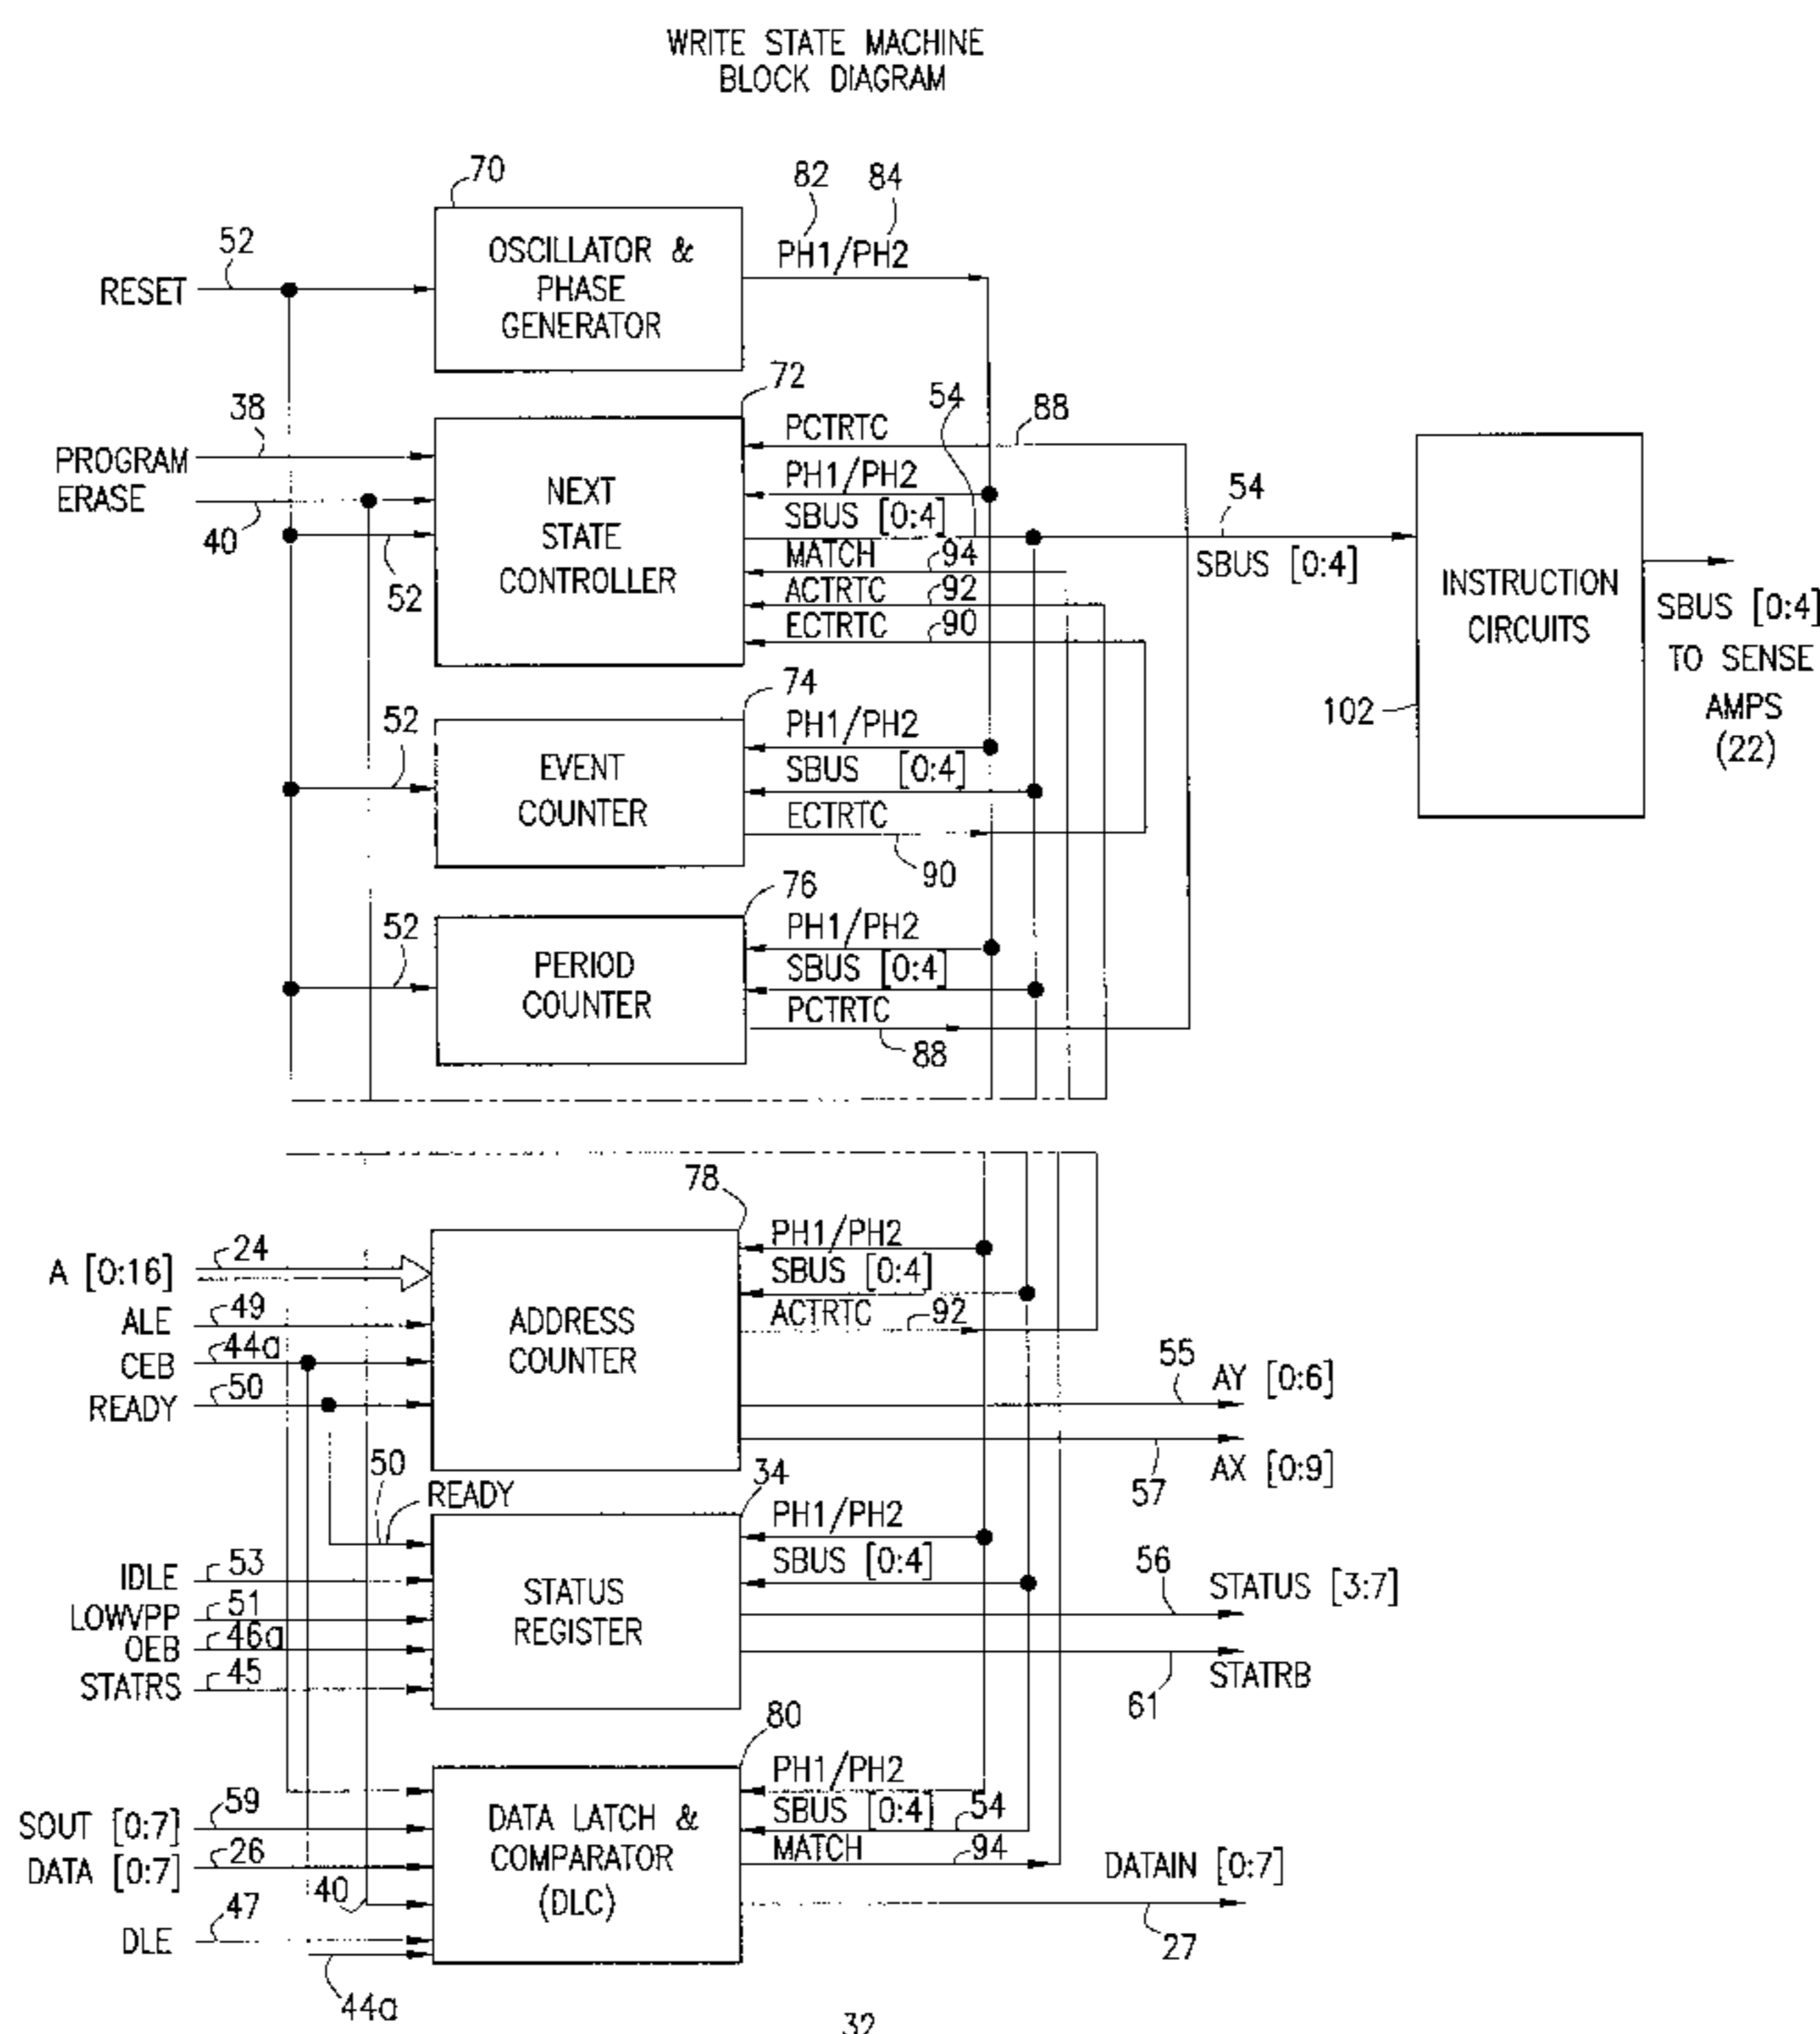 WRITE STATE MACHINE
BLOCK DIAGRAM
70
82
84
52
RESET
OSCILLATOR &
PHASE
GENERATOR
PH1/PH2
72
38
PROGRAM
ERASE
40
52
NEXT
STATE
CONTROLLER
PCTRTC
54
88
PH1/PH2
SBUS [0:4]
MATCH
94
ACTRTC
92
ECTRTC
90
54
SBUS [0:4]
INSTRUCTION
CIRCUITS
102
SBUS [0:4]
TO SENSE
AMPS
(22)
74
52
EVENT
COUNTER
PH1/PH2
SBUS [0:4]
ECTRTC
90
76
52
PERIOD
COUNTER
PH1/PH2
SBUS [0:4]
PCTRTC
88
78
A [0:16]
24
ALE
49
CEB
44a
READY
50
ADDRESS
COUNTER
PH1/PH2
SBUS [0:4]
ACTRTC
92
55
AY [0:6]
57
AX [0:9]
50
READY
34
IDLE
53
LOWVPP
51
OEB
46a
STATRS
45
STATUS
REGISTER
PH1/PH2
SBUS [0:4]
56
STATUS [3:7]
61
STATRB
80
SOUT [0:7]
59
DATA [0:7]
26
40
DLE
47
44a
DATA LATCH &
COMPARATOR
(DLC)
PH1/PH2
SBUS [0:4]
54
MATCH
94
DATAIN [0:7]
27
32